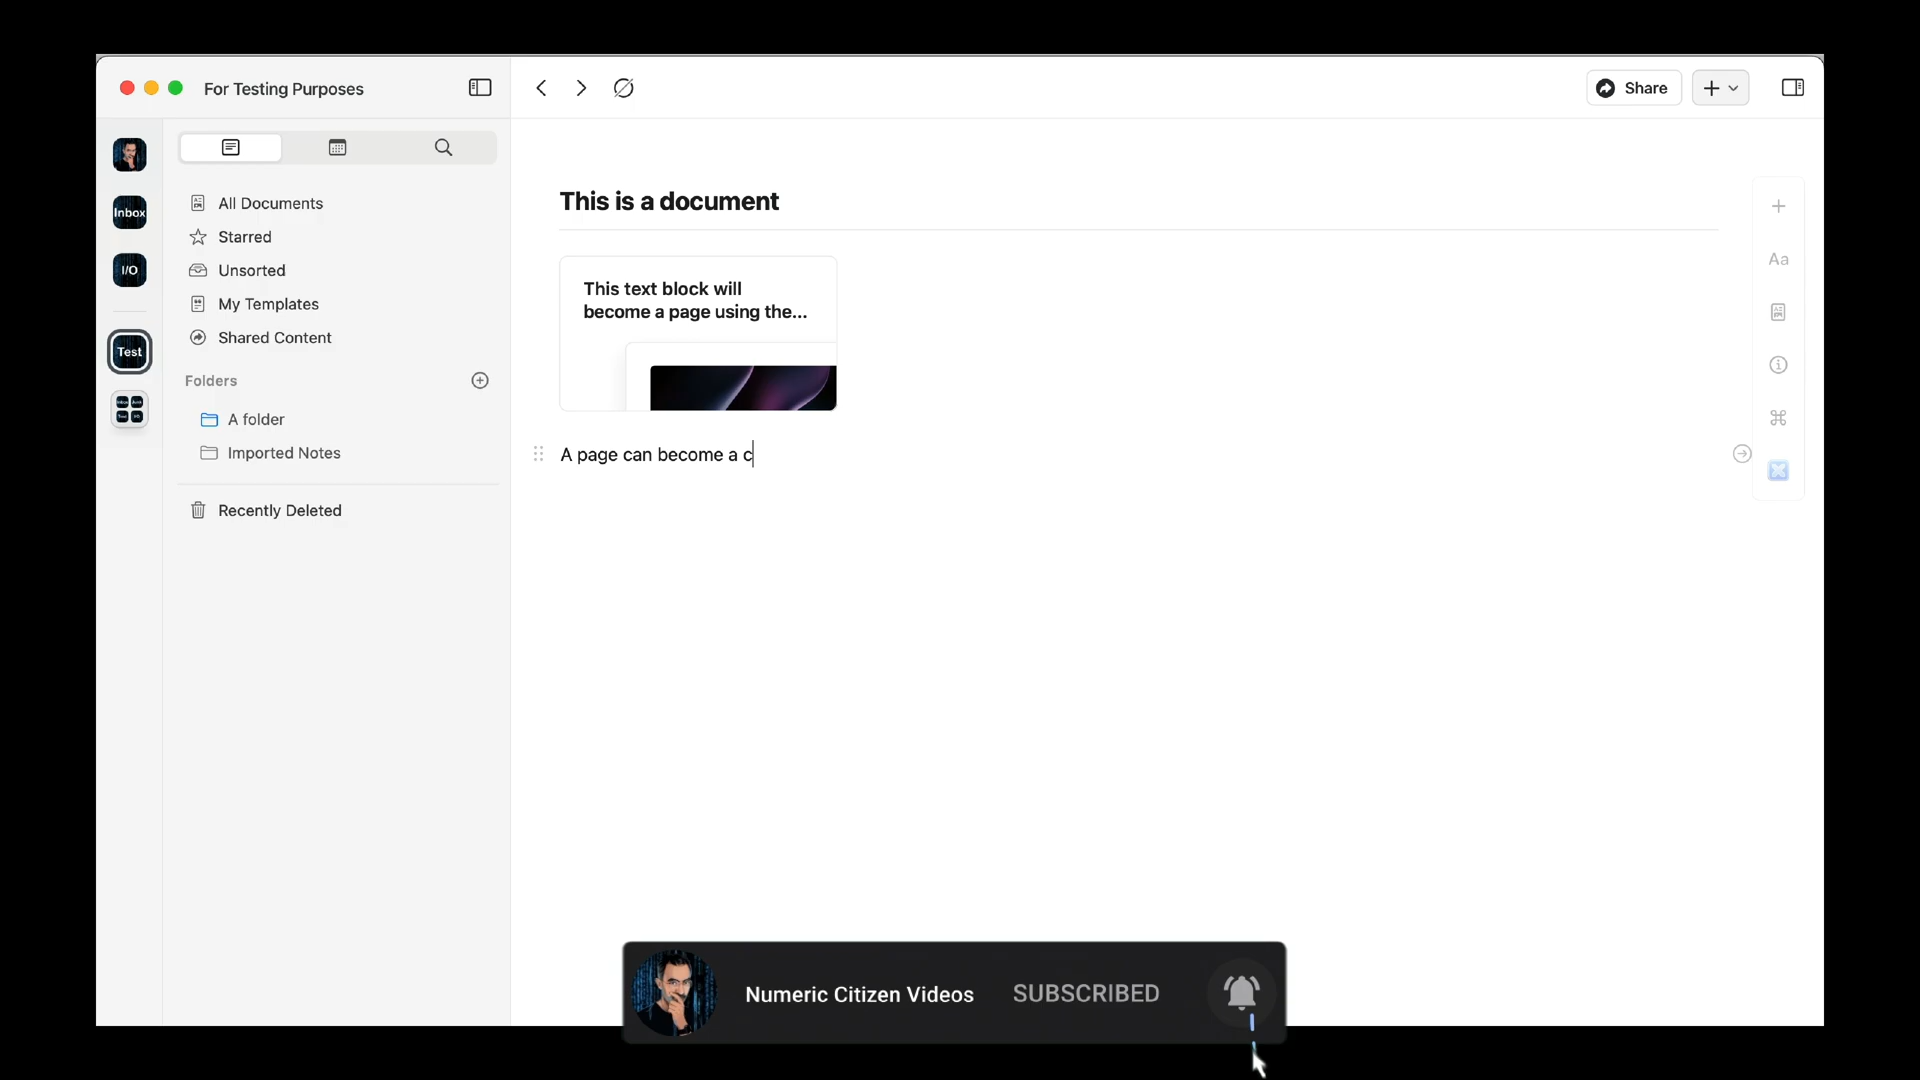 For Testing Purposes
Share
Inbox
I/O
Test
All Documents
Starred
Unsorted
My Templates
Shared Content
Folders
A folder
Imported Notes
Recently Deleted
This is a document
This text block will
become a page using the...
A page can become a c
Aa
Numeric Citizen Videos
SUBSCRIBED